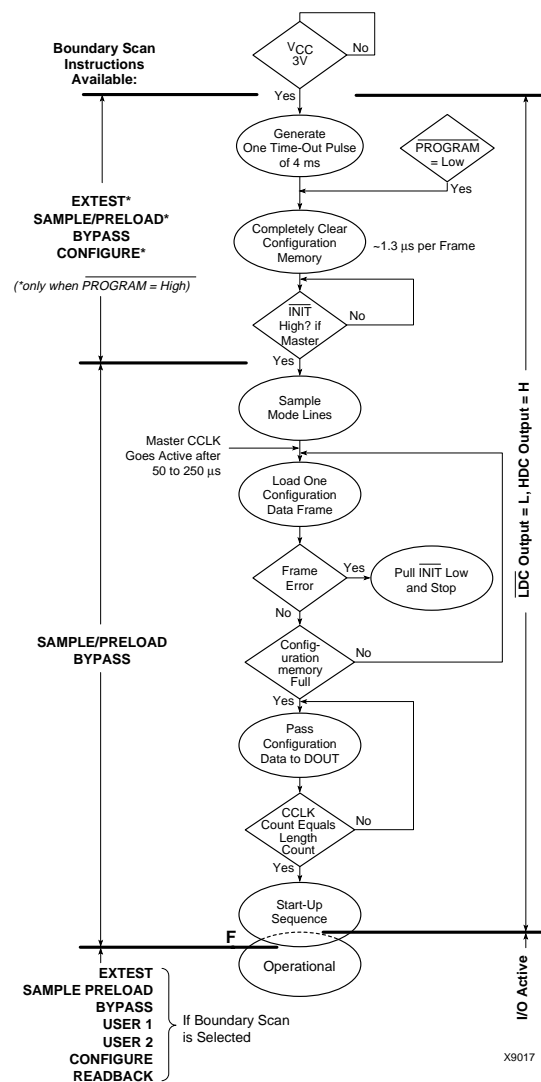 Boundary Scan
Instructions
Available:
VCC
3V
No
Yes
Generate
One Time-Out Pulse
of 4 ms
PROGRAM
= Low
Yes
EXTEST*
SAMPLE/PRELOAD*
BYPASS
CONFIGURE*
(*only when PROGRAM = High)
Completely Clear
Configuration
Memory
~1.3 µs per Frame
INIT
High? if
Master
No
Yes
Sample
Mode Lines
Master CCLK
Goes Active after
50 to 250 µs
Load One
Configuration
Data Frame
Frame
Error
Yes
Pull INIT Low
and Stop
No
SAMPLE/PRELOAD
BYPASS
Config-
uration
memory
Full
No
Yes
Pass
Configuration
Data to DOUT
CCLK
Count Equals
Length
Count
No
Yes
Start-Up
Sequence
F
Operational
LDC Output = L, HDC Output = H
I/O Active
EXTEST
SAMPLE PRELOAD
BYPASS
USER 1
USER 2
CONFIGURE
READBACK
If Boundary Scan
is Selected
X9017